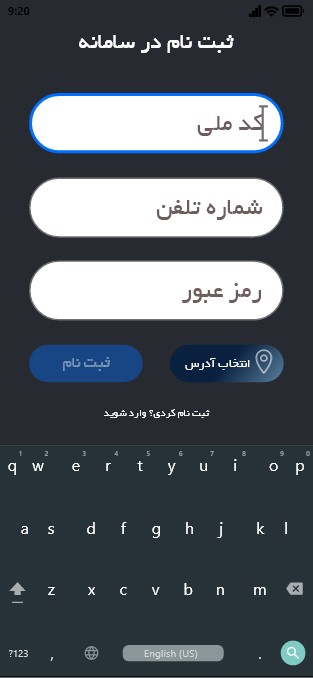 9:20
ثبت نام در سامانه
کد ملی
شماره تلفن
رمز عبور
انتخاب آدرس
ثبت نام
ثبت نام کردی؟ وارد شوید
1 2 3 4 5 6 7 8 9 0
q w e r t y u i o p
a s d f g h j k l
z x c v b n m
?123 , English (US) .